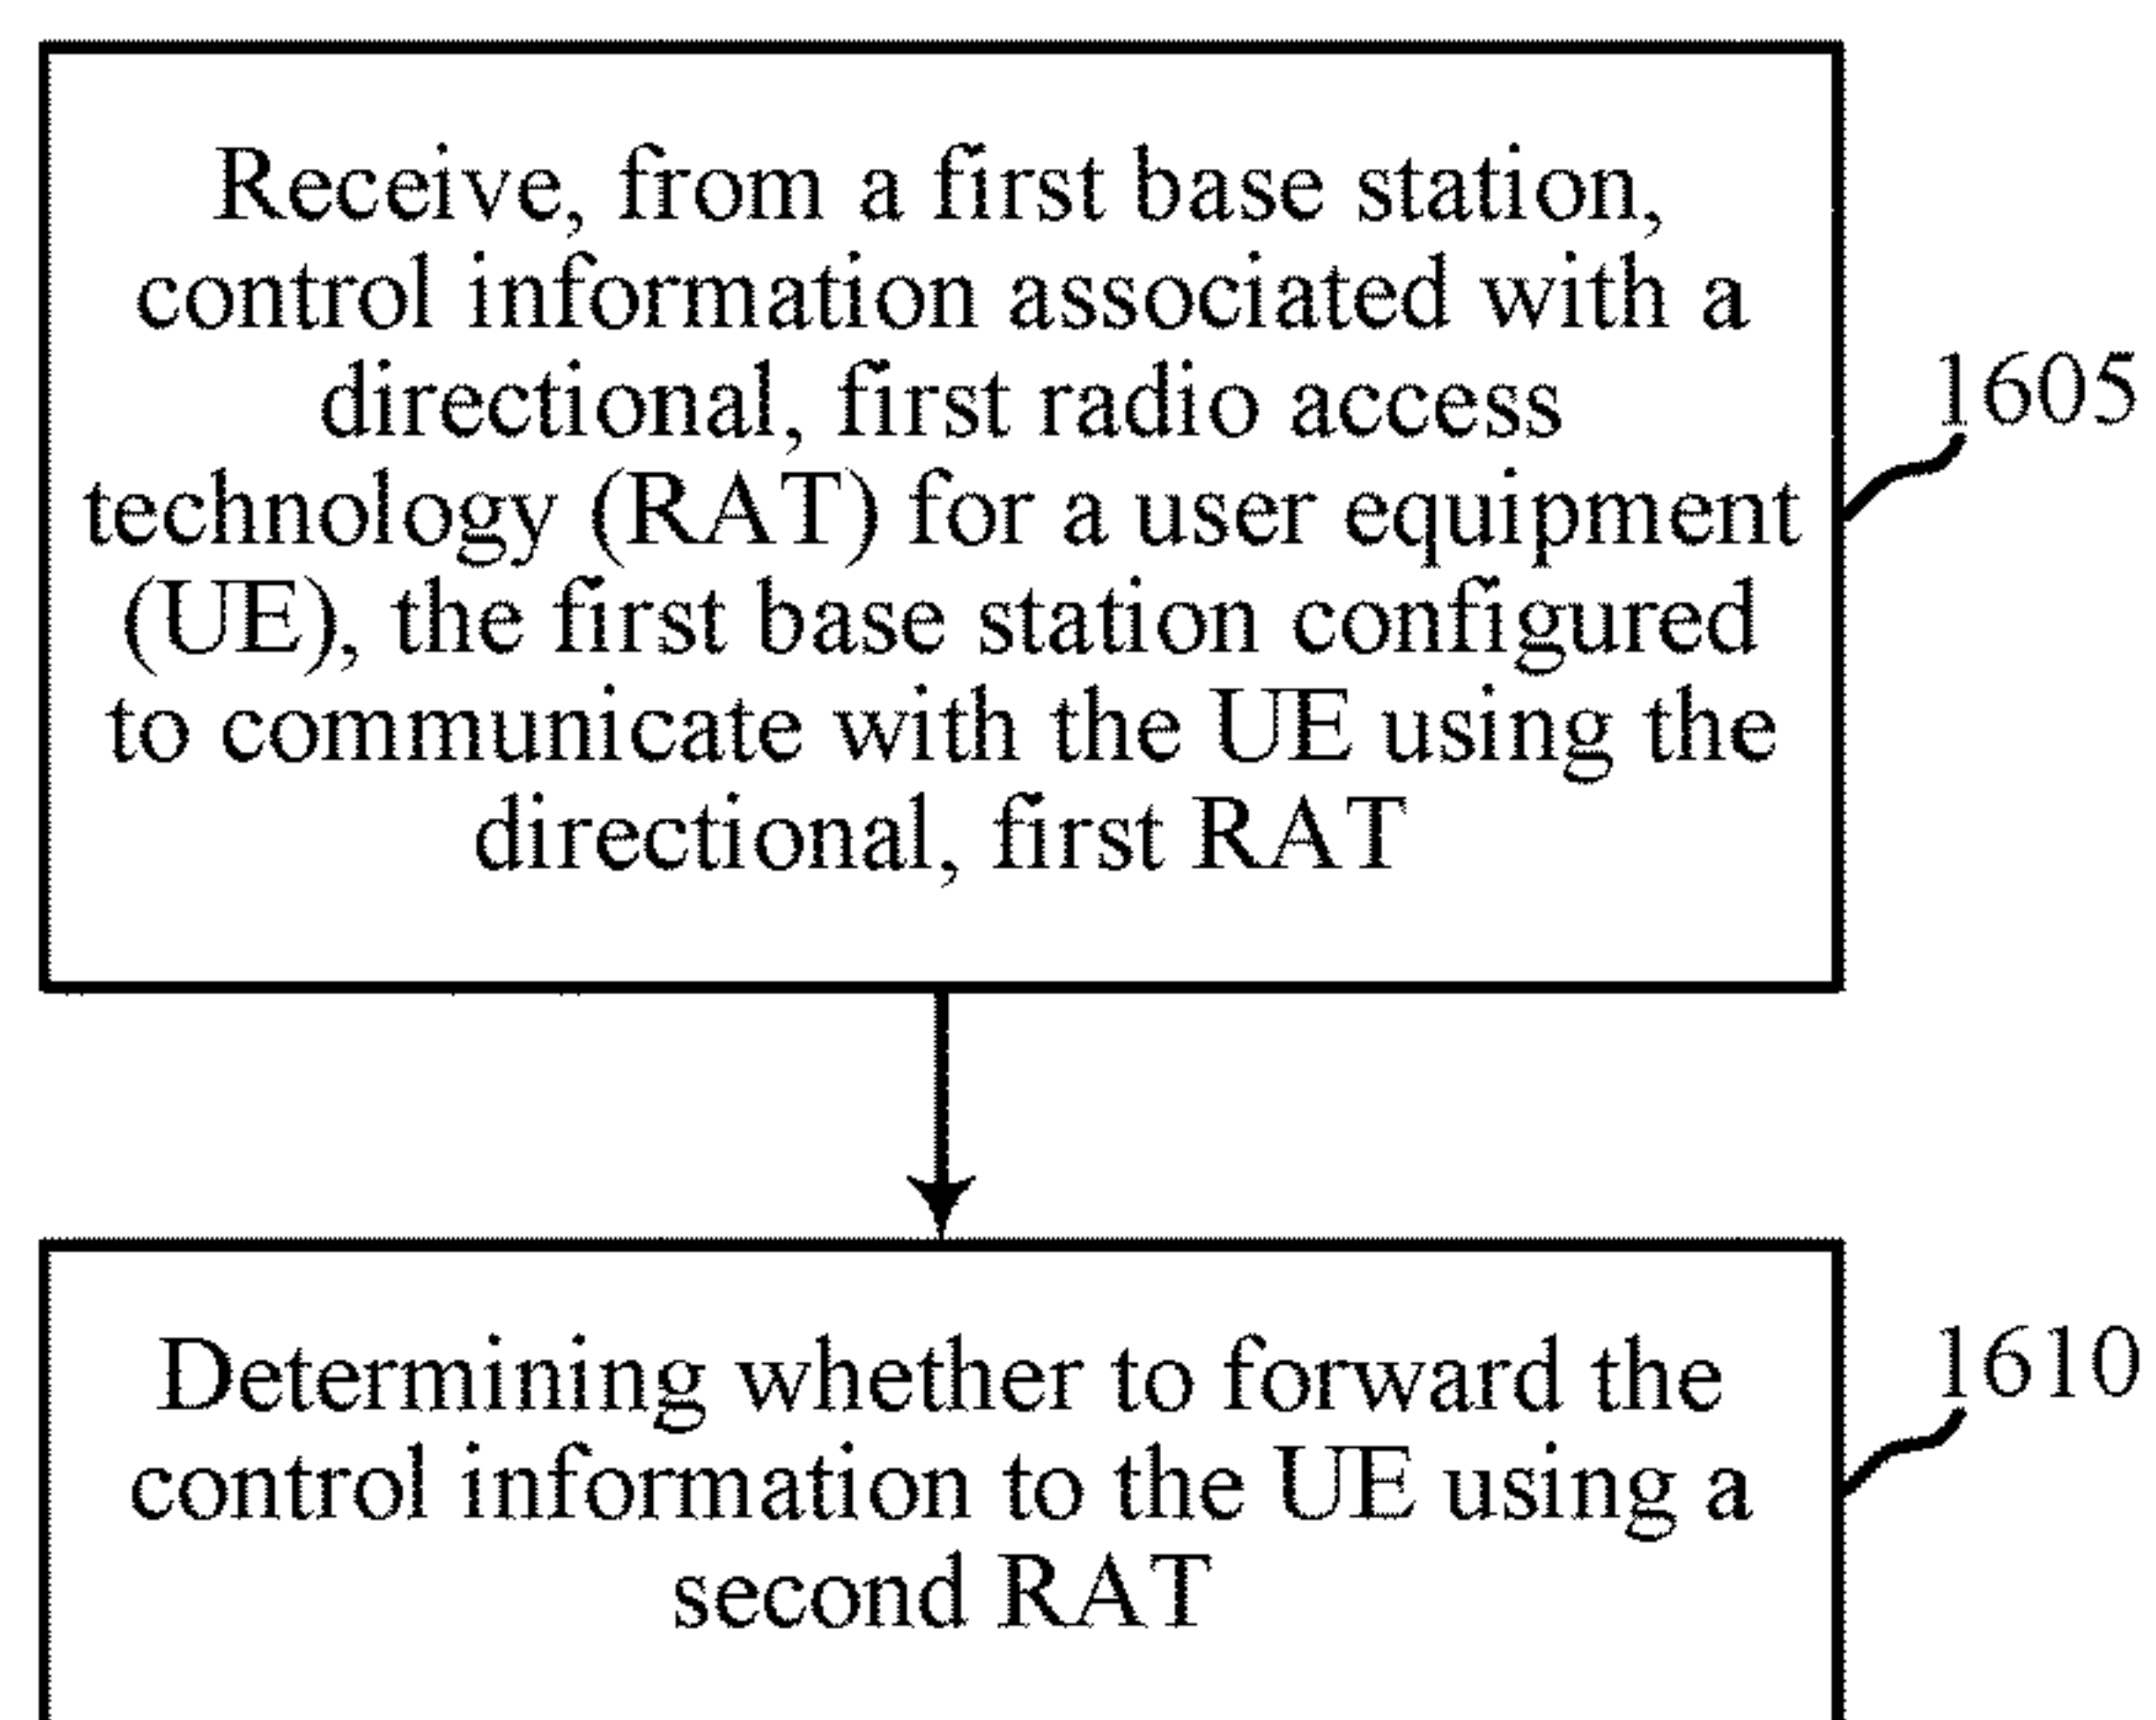 Receive, from a first base station,
control information associated with a
directional, first radio access
technology (RAT) for a user equipment
(UE), the first base station configured
to communicate with the UE using the
directional, first RAT
1605
Determining whether to forward the
control information to the UE using a
second RAT
1610